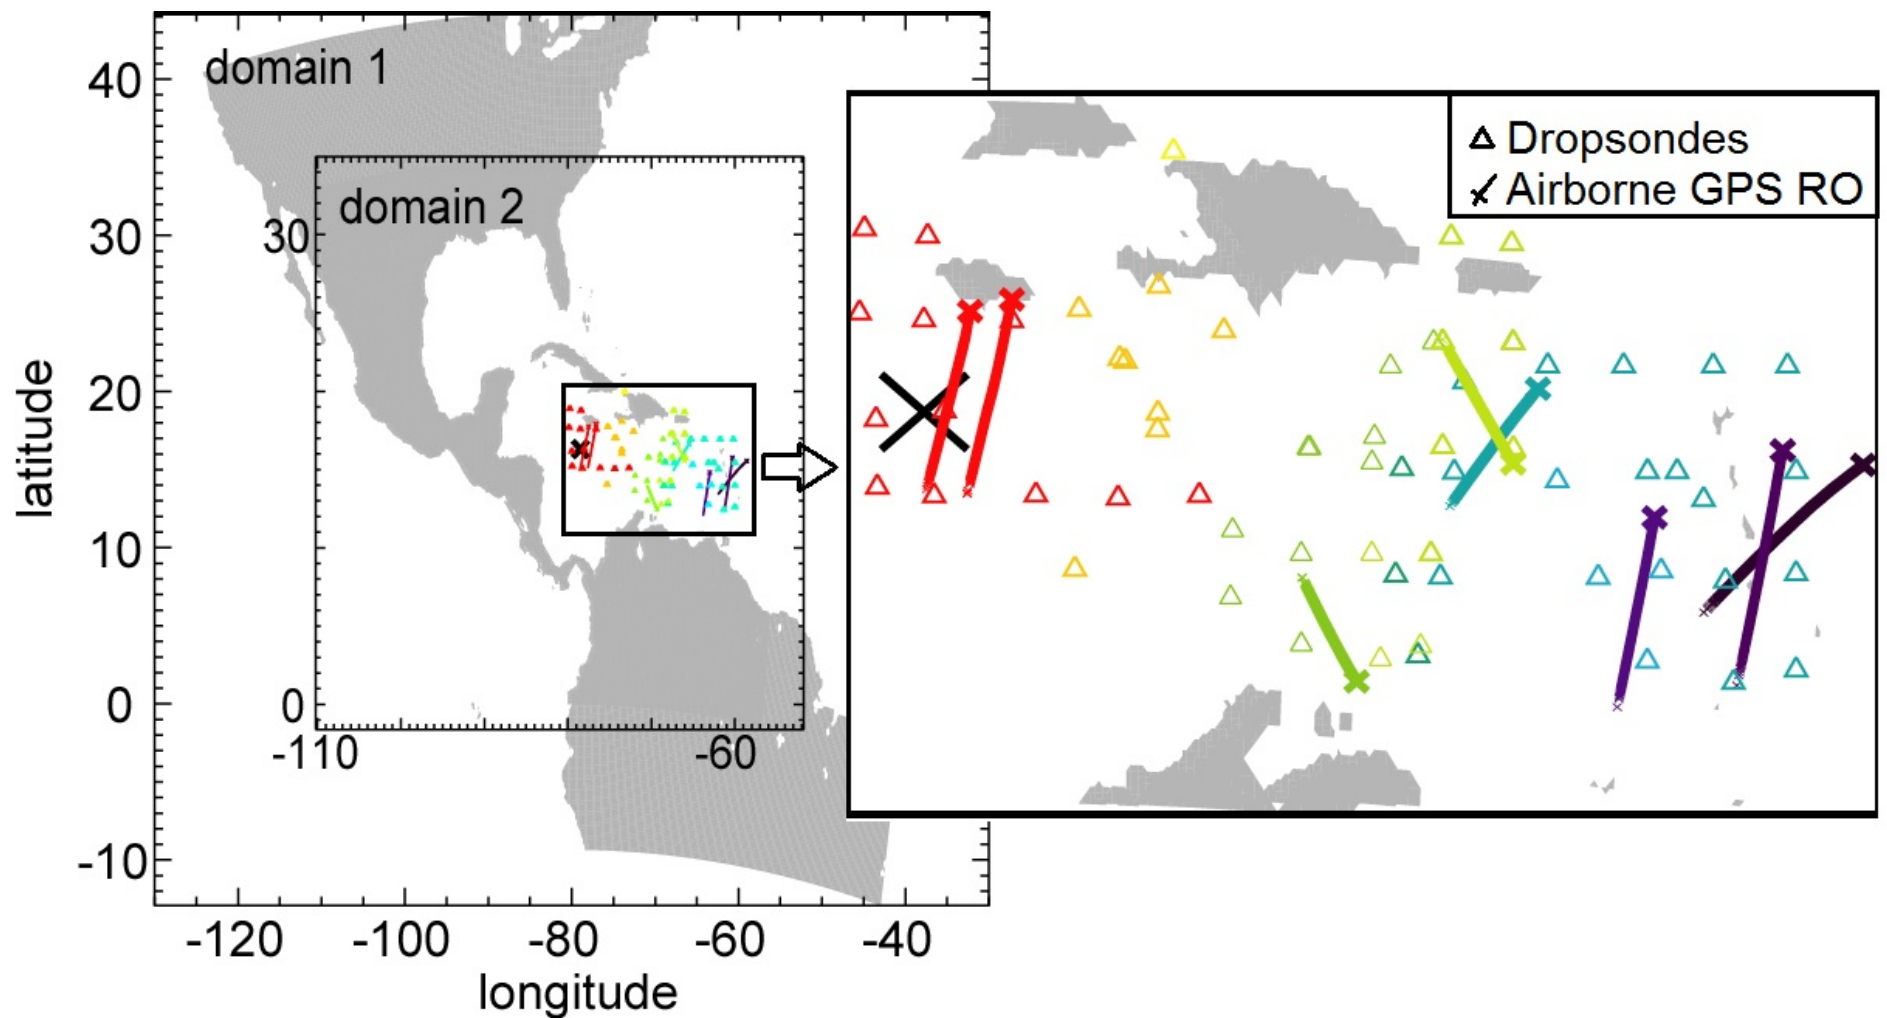 domain 1
40
30
20
10
0
-10
latitude
domain 2
30
0
-110
-60
△ Dropsondes
Airborne GPS RO
-120 -100 -80 -60 -40
longitude